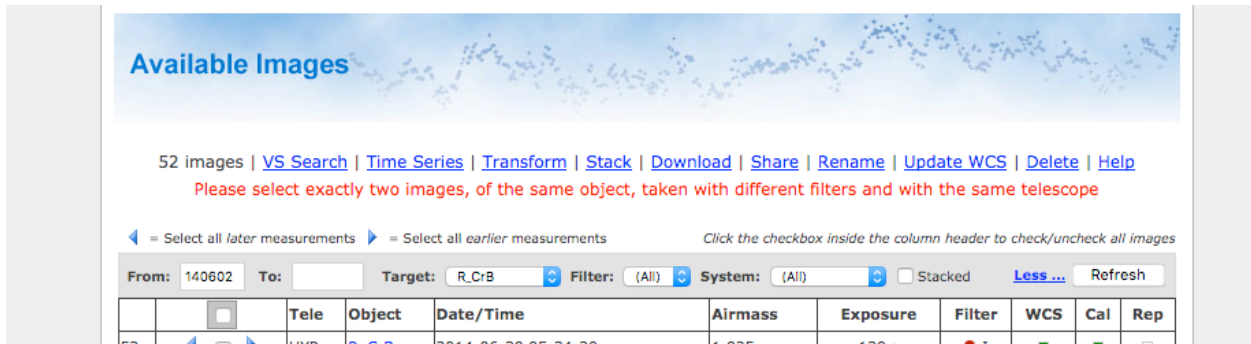 Available Images
52 images | VS Search | Time Series | Transform | Stack | Download | Share | Rename | Update WCS | Delete | Help
Please select exactly two images, of the same object, taken with different filters and with the same telescope
= Select all later measurements = Select all earlier measurements Click the checkbox inside the column header to check/uncheck all images
From: 140602 To: Target: R_CrB Filter: (All) System: (All) Stacked Less ... Refresh
Tele Object Date/Time Airmass Exposure Filter WCS Cal Rep